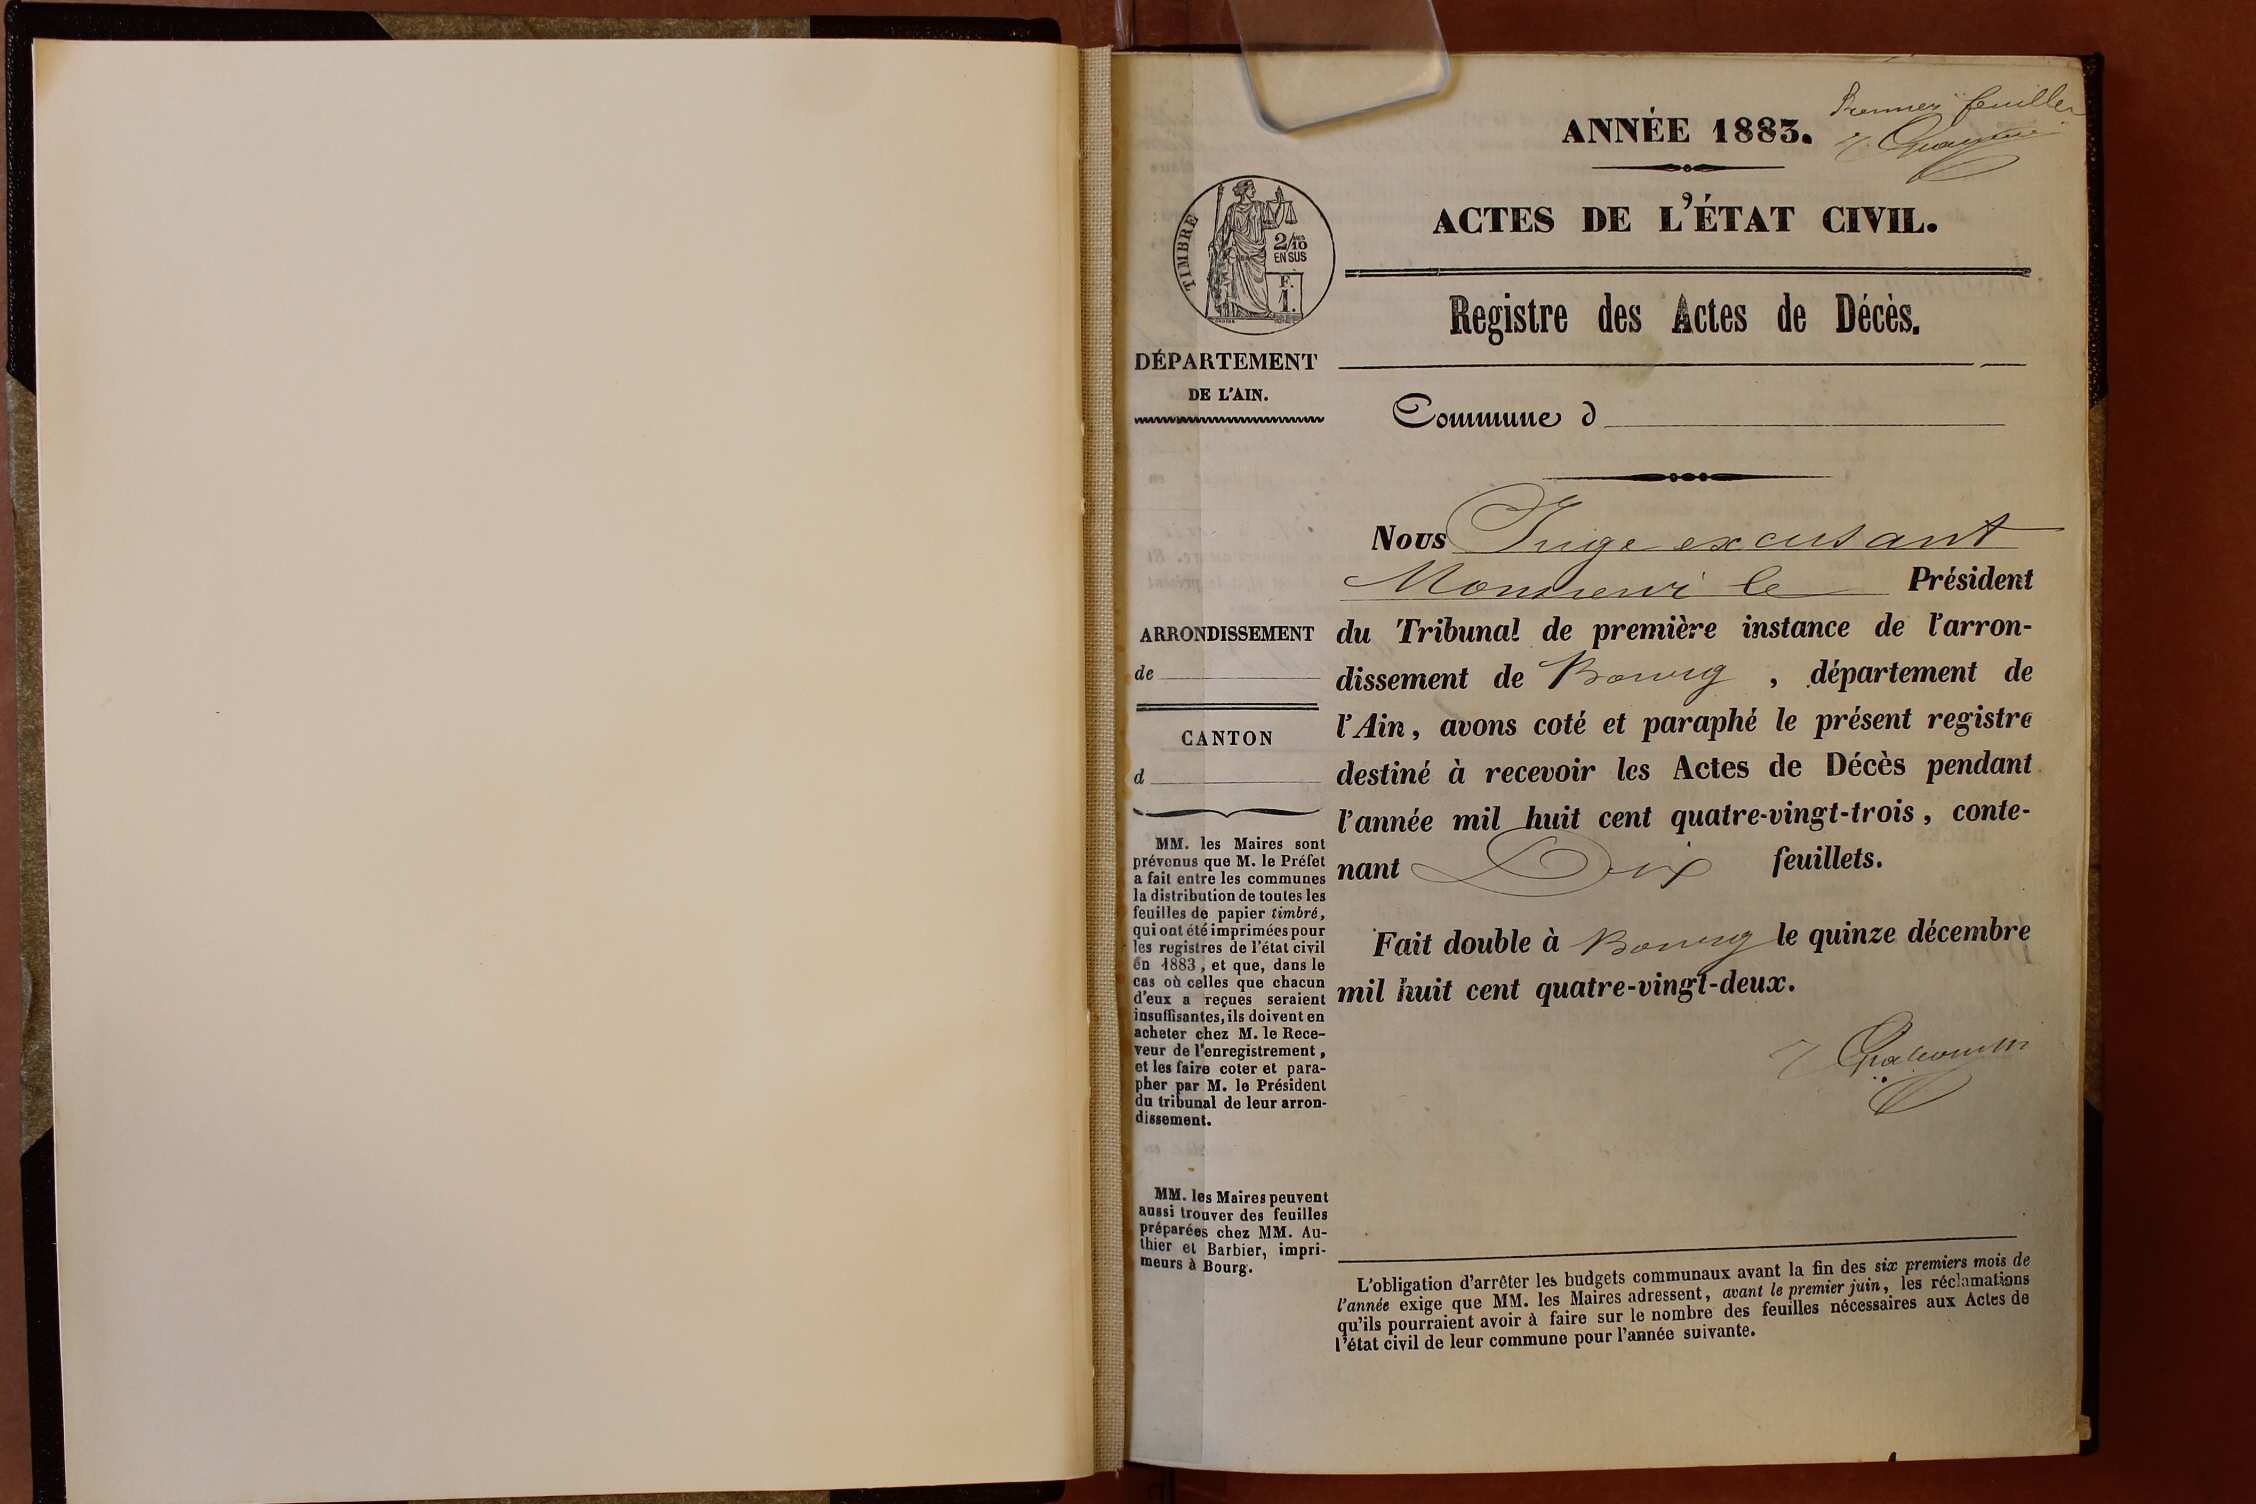 Premier feuillet
ANNÉE 1883.
ACTES DE L'ÉTAT CIVIL.
TIMBRE
2/10 MES
EN SUS
F.
1.
Registre des Actes de Décès.
DÉPARTEMENT
DE L'AIN.
Commune d
Nous Juge excusant
Monsieur le Président
du Tribunal de première instance de l'arron-
dissement de Bourg, département de
l'Ain, avons coté et paraphé le présent registre
destiné à recevoir les Actes de Décès pendant
l'année mil huit cent quatre-vingt-trois, conte-
nant Dix feuillets.
Fait double à Bourg le quinze décembre
mil huit cent quatre-vingt-deux.
ARRONDISSEMENT
de
CANTON
d
MM. les Maires sont
prévenus que M. le Préfet
a fait entre les communes
la distribution de toutes les
feuilles de papier timbré,
qui ont été imprimées pour
les registres de l'état civil
en 1883, et que, dans le
cas où celles que chacun
d'eux a reçues seraient
insuffisantes, ils doivent en
acheter chez M. le Rece-
veur de l'enregistrement,
et les faire coter et para-
pher par M. le Président
du tribunal de leur arron-
dissement.
MM. les Maires peuvent
aussi trouver des feuilles
préparées chez MM. Au-
thier et Barbier, impri-
meurs à Bourg.
L'obligation d'arrêter les budgets communaux avant la fin des six premiers mois de
l'année exige que MM. les Maires adressent, avant le premier juin, les réclamations
qu'ils pourraient avoir à faire sur le nombre des feuilles nécessaires aux Actes de
l'état civil de leur commune pour l'année suivante.